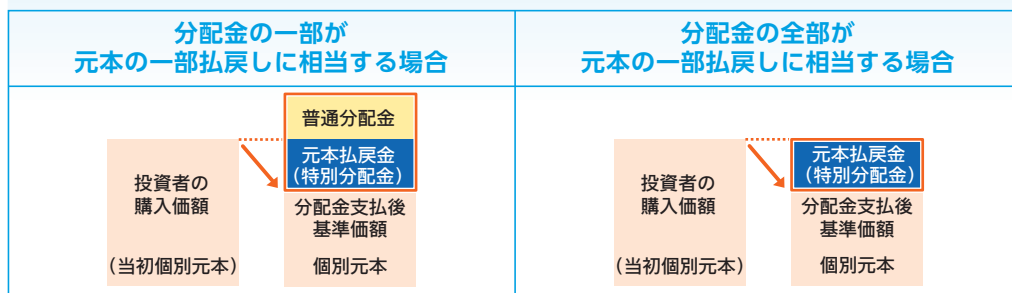 分配金の一部が
元本の一部払戻しに相当する場合
普通分配金
元本払戻金
(特別分配金)
投資者の
購入価額
(当初個別元本)
分配金支払後
基準価額
個別元本
分配金の全部が
元本の一部払戻しに相当する場合
元本払戻金
(特別分配金)
投資者の
購入価額
(当初個別元本)
分配金支払後
基準価額
個別元本